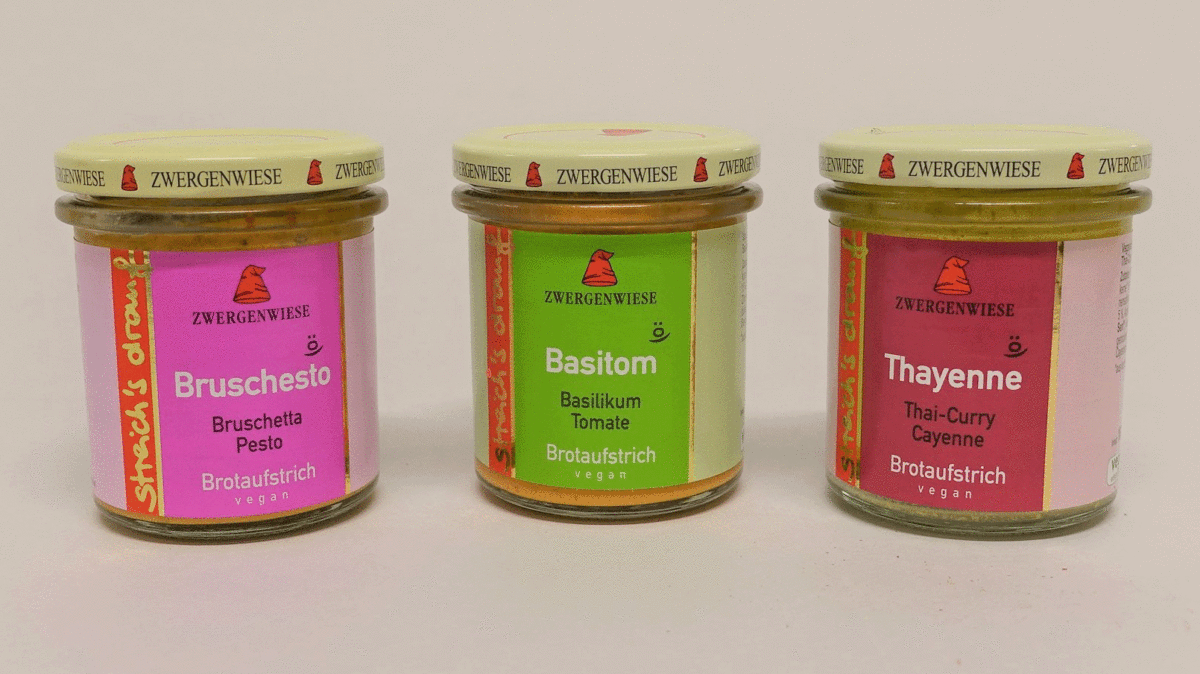 ZWERGENWIESE ZWERGENWIESE
Streich's drauf
ZWERGENWIESE
ö
Bruschesto
Bruschetta
Pesto
Brotaufstrich
vegan
ZWERGENWIESE
Streich's drauf
ZWERGENWIESE
ö
Basitom
Basilikum
Tomate
Brotaufstrich
vegan
ZWERGENWIESE
Streich's drauf
ZWERGENWIESE
ö
Thayenne
Thai-Curry
Cayenne
Brotaufstrich
vegan